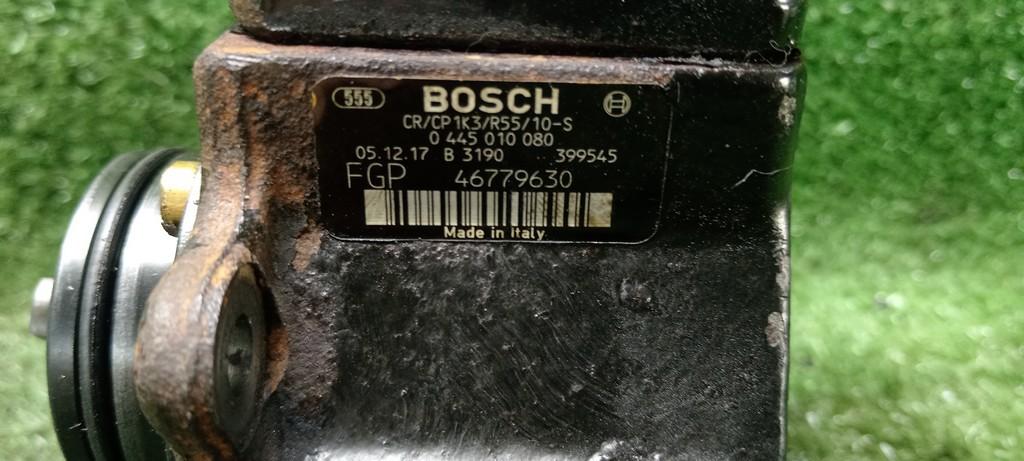 555 BOSCH
CR/CP1K3/R55/10-S
0 445 010 080
05.12.17 B 3190 399545
FGP 46779630
Made in Italy